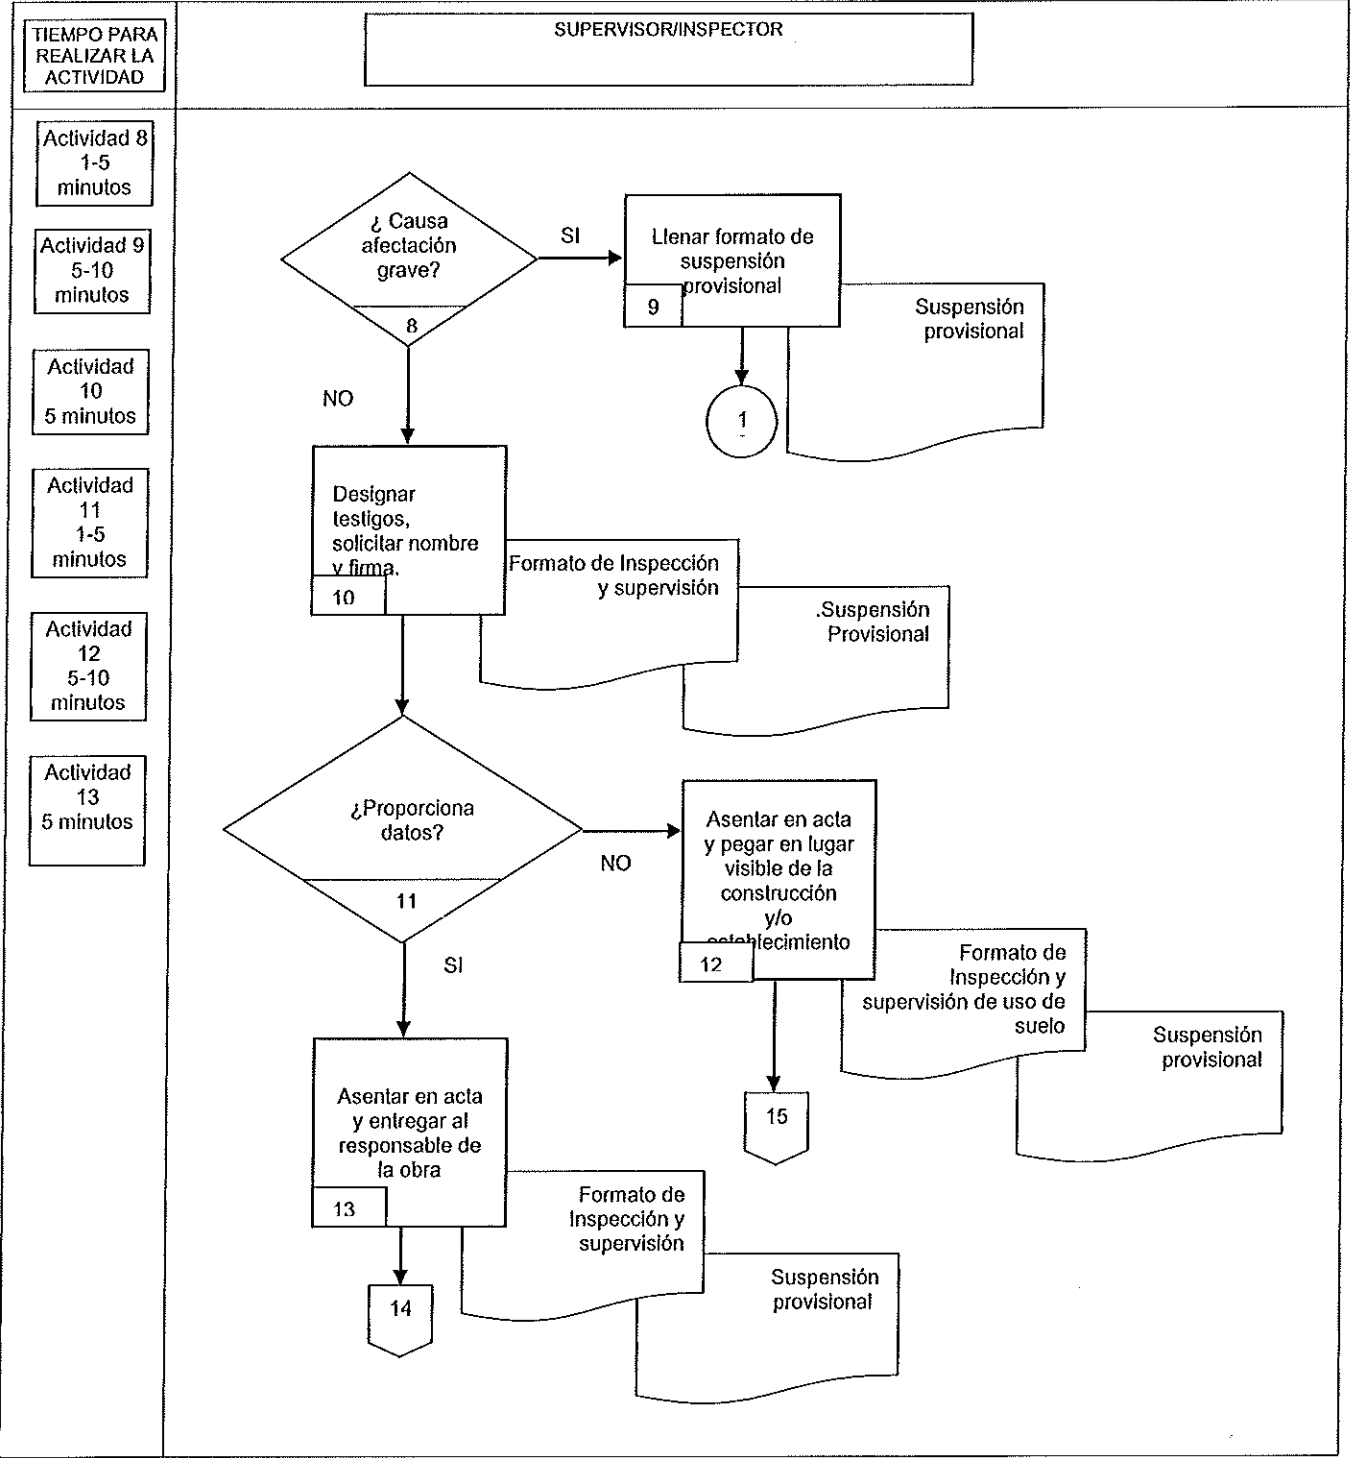 TIEMPO PARA
REALIZAR LA
ACTIVIDAD
SUPERVISOR/INSPECTOR
Actividad 8
1-5
minutos
Actividad 9
5-10
minutos
Actividad
10
5 minutos
Actividad
11
1-5
minutos
Actividad
12
5-10
minutos
Actividad
13
5 minutos
¿ Causa
afectación
grave?
8
SI
NO
Llenar formato de
suspensión
provisional
9
Suspensión
provisional
1
Designar
testigos,
solicitar nombre
y firma.
10
Formato de Inspección
y supervisión
.Suspensión
Provisional
¿Proporciona
datos?
11
NO
SI
Asentar en acta
y pegar en lugar
visible de la
construcción
y/o
establecimiento
12
Formato de
Inspección y
supervisión de uso de
suelo
Suspensión
provisional
15
Asentar en acta
y entregar al
responsable de
la obra
13
Formato de
Inspección y
supervisión
Suspensión
provisional
14